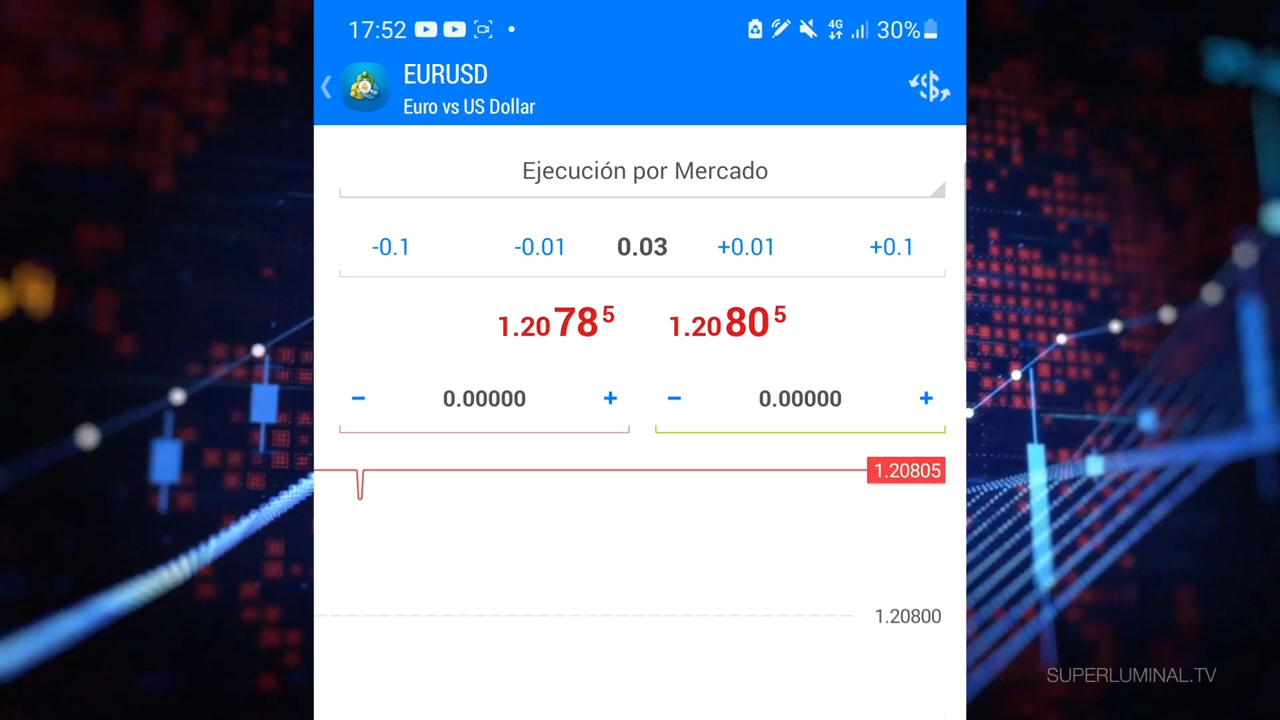 17:52 4G 30%
EURUSD
Euro vs US Dollar
Ejecución por Mercado
-0.1 -0.01 0.03 +0.01 +0.1
1.20785 1.20805
− 0.00000 + − 0.00000 +
1.20805
1.20800
SUPERLUMINAL.TV